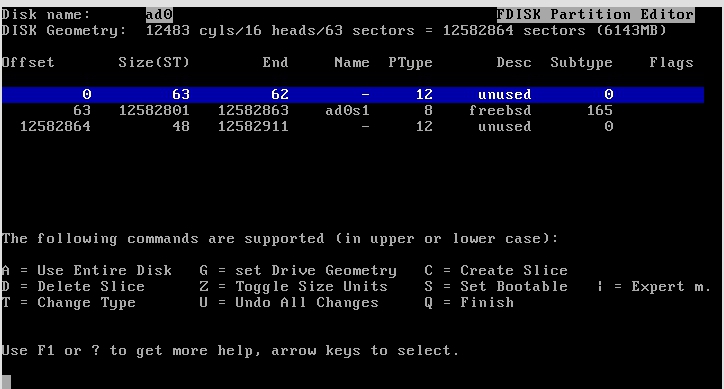 Disk name: ad0 FDISK Partition Editor
DISK Geometry: 12483 cyls/16 heads/63 sectors = 12582864 sectors (6143MB)
Offset Size(ST) End Name PType Desc Subtype Flags
0 63 62 - 12 unused 0
63 12582801 12582863 ad0s1 8 freebsd 165
12582864 48 12582911 - 12 unused 0
The following commands are supported (in upper or lower case):
A = Use Entire Disk G = set Drive Geometry C = Create Slice
D = Delete Slice Z = Toggle Size Units S = Set Bootable | = Expert m.
T = Change Type U = Undo All Changes Q = Finish
Use F1 or ? to get more help, arrow keys to select.